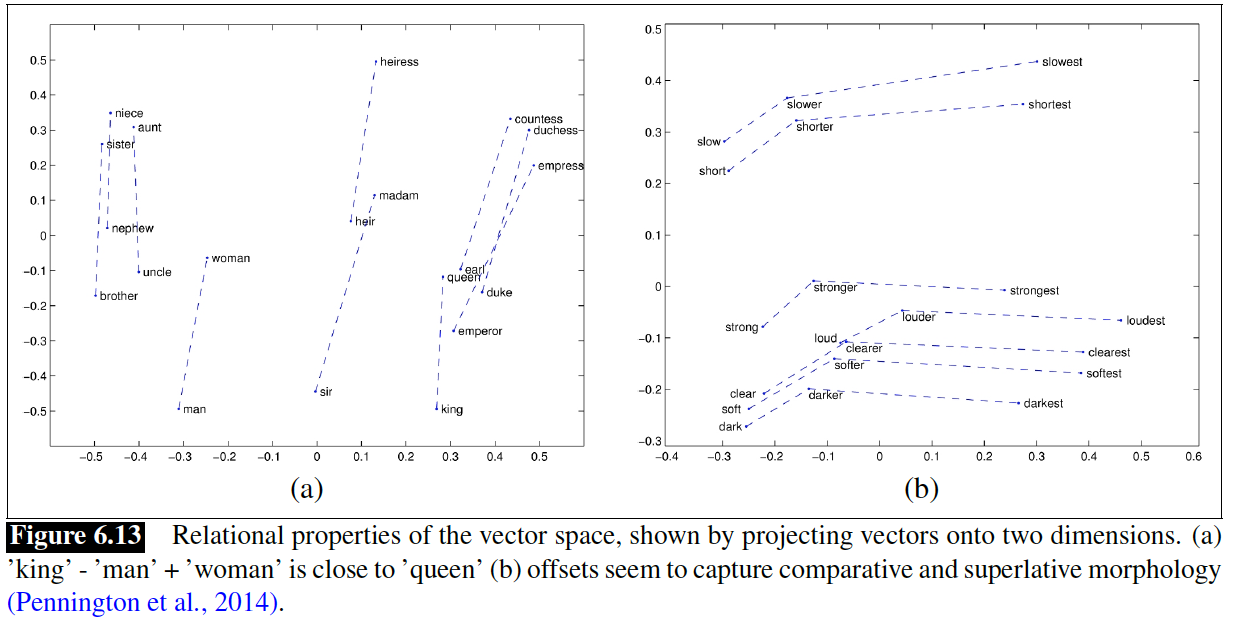 0.5
0.4
0.3
0.2
0.1
0
−0.1
−0.2
−0.3
−0.4
−0.5
−0.5 −0.4 −0.3 −0.2 −0.1 0 0.1 0.2 0.3 0.4 0.5
heiress
niece
aunt
sister
countess
duchess
empress
madam
nephew
heir
woman
uncle
earl
queen
brother
duke
emperor
sir
man
king
(a)
0.5
0.4
0.3
0.2
0.1
0
−0.1
−0.2
−0.3
−0.4 −0.3 −0.2 −0.1 0 0.1 0.2 0.3 0.4 0.5 0.6
slowest
slower
shortest
shorter
slow
short
stronger
strongest
strong
louder
loudest
loud
clearer
clearest
softer
softest
clear
darker
soft
darkest
dark
(b)
Figure 6.13 Relational properties of the vector space, shown by projecting vectors onto two dimensions. (a)
’king’ - ’man’ + ’woman’ is close to ’queen’ (b) offsets seem to capture comparative and superlative morphology
(Pennington et al., 2014).